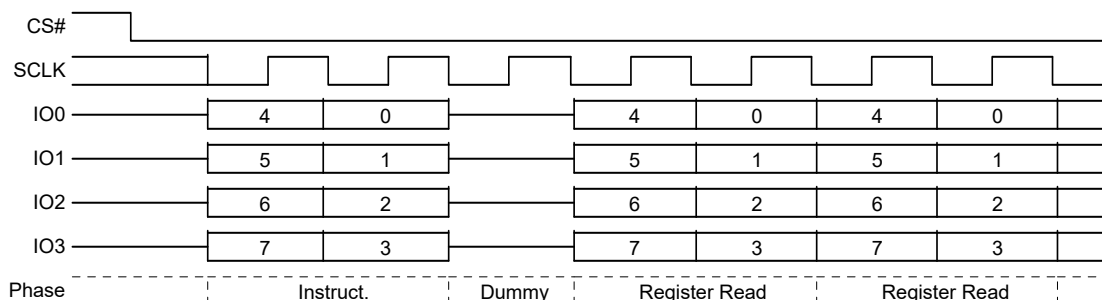 CS#
SCLK
IO0 4 0 4 0 4 0
IO1 5 1 5 1 5 1
IO2 6 2 6 2 6 2
IO3 7 3 7 3 7 3
Phase Instruct. Dummy Register Read Register Read